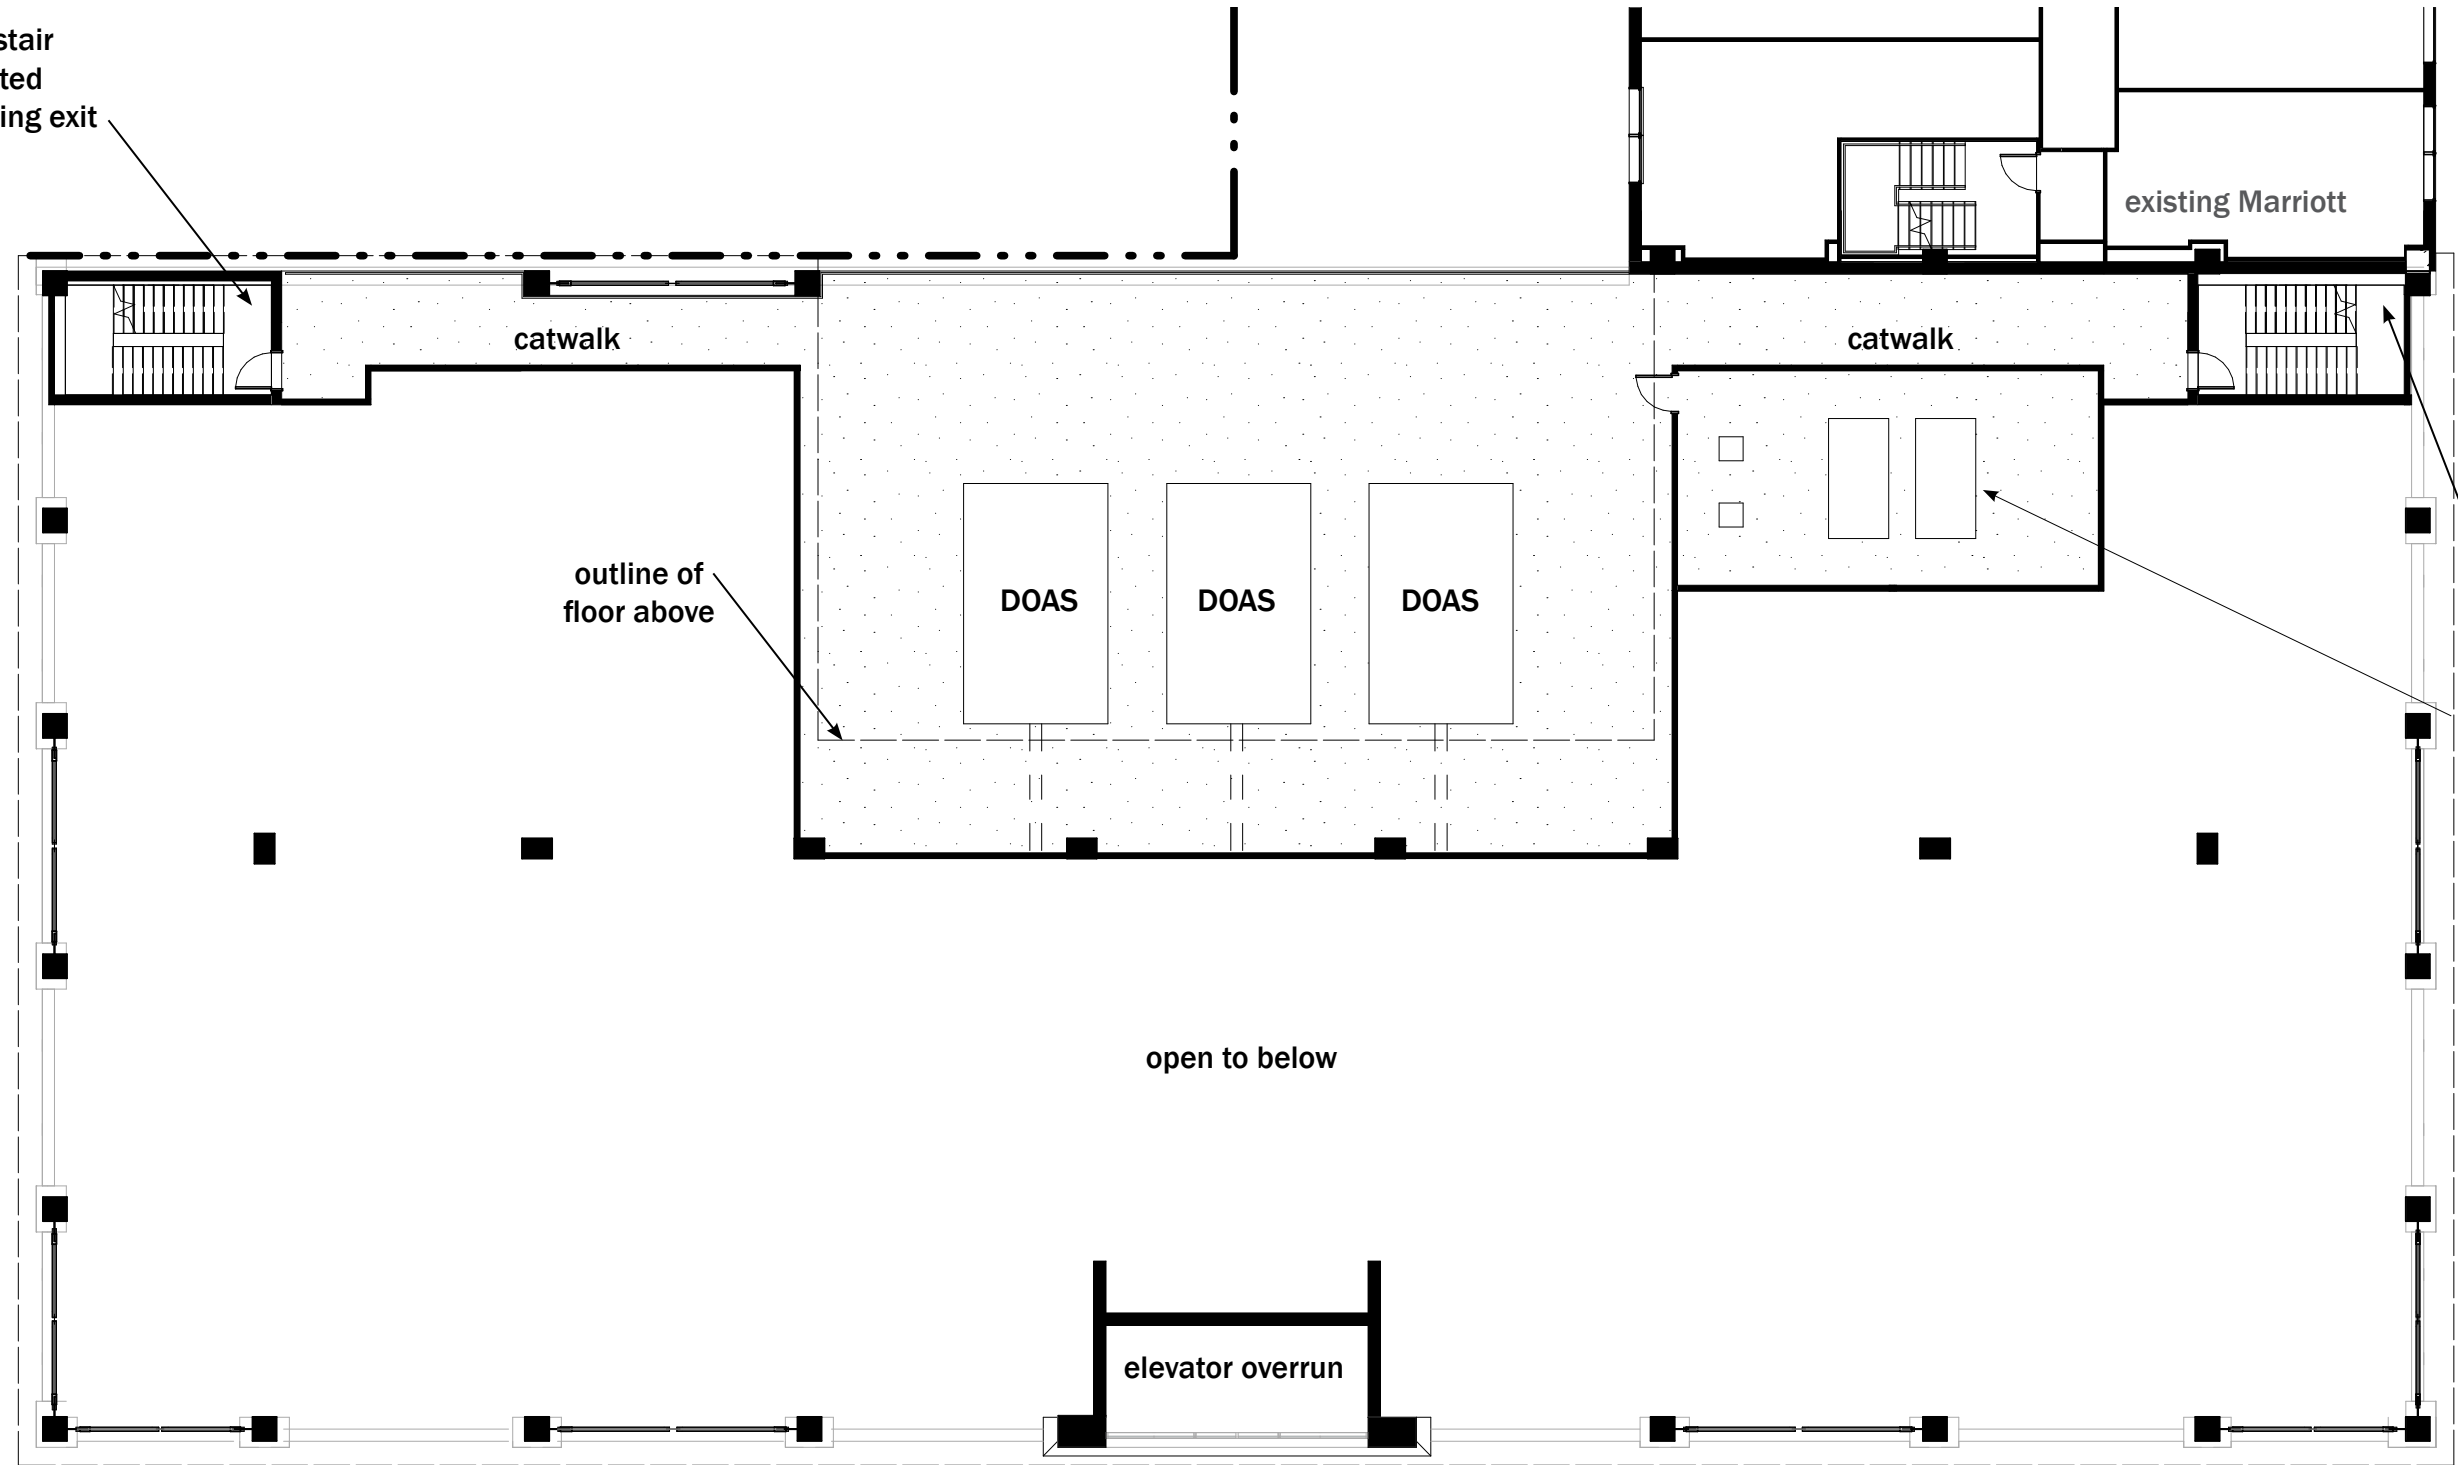 stair
ted
ing exit
existing Marriott
catwalk
catwalk
outline of
floor above
DOAS
DOAS
DOAS
open to below
elevator overrun